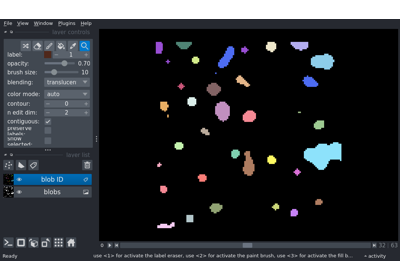 File View Window Plugins Help
layer controls
label: 1
opacity: 0.70
brush size: 10
blending: translucen
color mode: auto
contour: 0
n edit dim: 2
contiguous:
preserve labels:
show selected:
layer list
blob ID
blobs
32 63
Ready use <1> for activate the label eraser, use <2> for activate the paint brush, use <3> for activate the fill b... activity